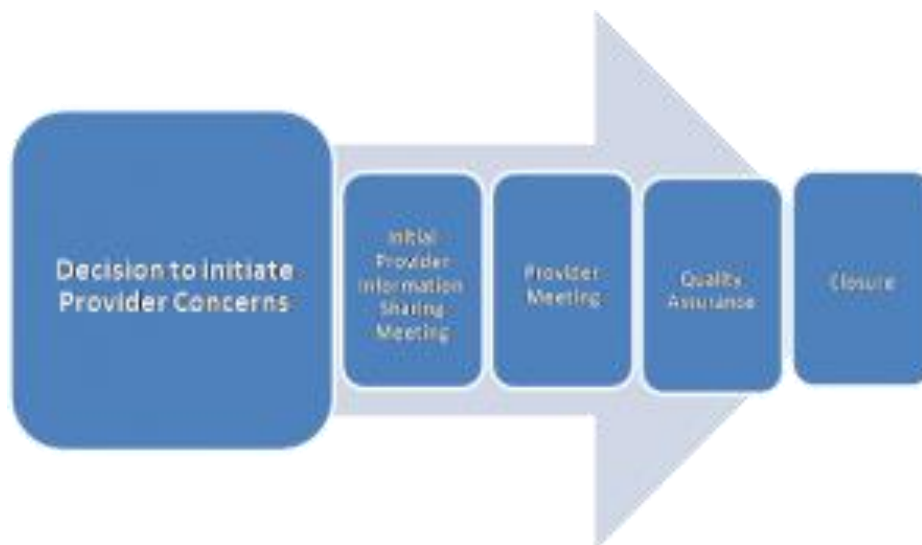 Decision to initiate
Provider Concerns
Initial
Provider
Information
Sharing
Meeting
Provider
Meeting
Quality
Assurance
Closure